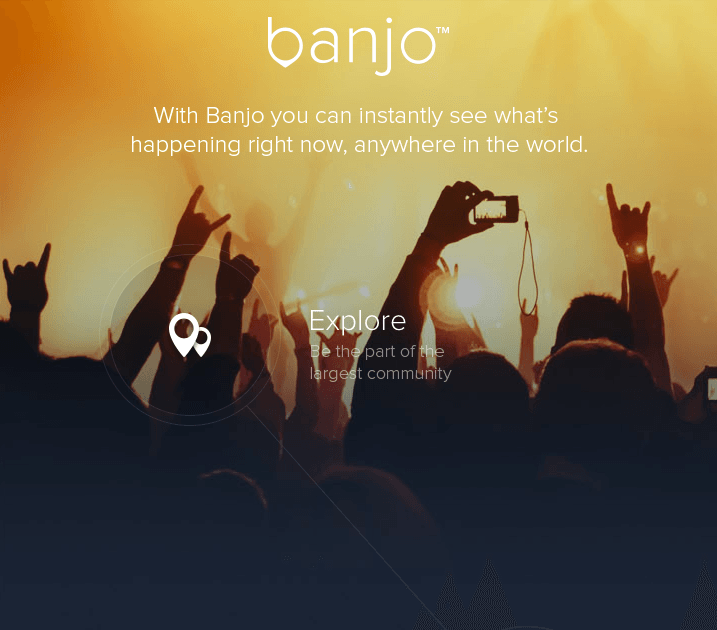 banjo™
With Banjo you can instantly see what's
happening right now, anywhere in the world.
Explore
Be the part of the
largest community